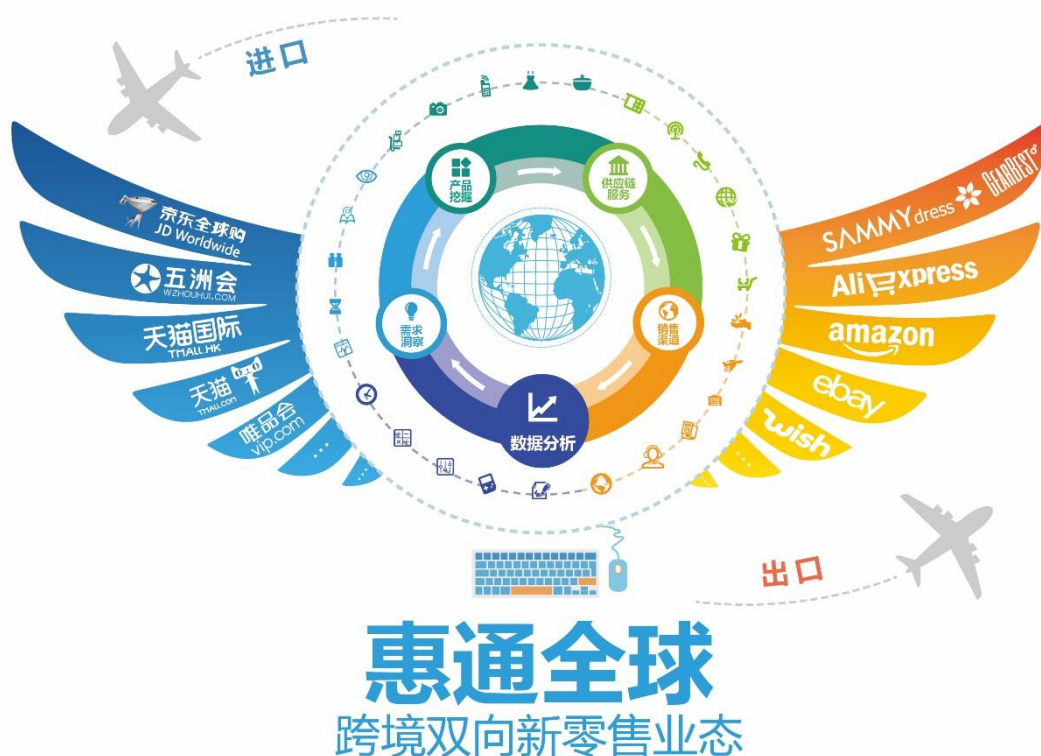 进口
京东全球购
JD Worldwide
五洲会
WZHOUHUI.COM
天猫国际
TMALL.HK
天猫
TMALL.COM
唯品会
vip.com
...
...
产品
挖掘
供应链
服务
需求
洞察
销售
渠道
数据分析
GEARBEST
SAMMYdress
AliExpress
amazon
ebay
wish
...
...
出口
惠通全球
跨境双向新零售业态